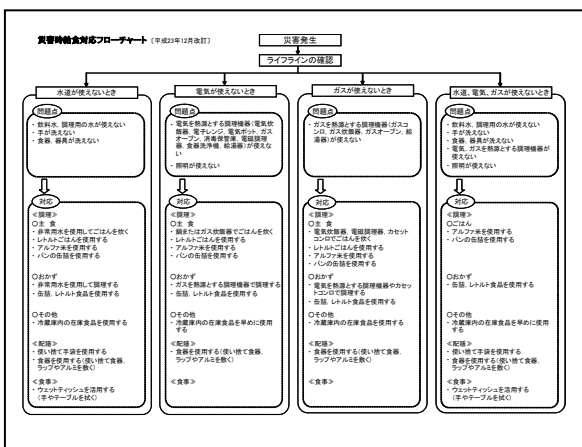 災害時給食対応フローチャート 〔平成23年12月改訂〕
災害発生
ライフラインの確認
水道が使えないとき
問題点
・飲料水、調理用の水が使えない
・手が洗えない
・食器、器具が洗えない
対応
≪調理≫
○主 食
・非常用水を使用してごはんを炊く
・レトルトごはんを使用する
・アルファ米を使用する
・パンの缶詰を使用する
○おかず
・非常用水を使用して調理する
・缶詰、レトルト食品を使用する
○その他
・冷蔵庫内の在庫食品を使用する
≪配膳≫
・使い捨て手袋を使用する
・食器を使用する(使い捨て食器、
ラップやアルミを敷く)
≪食事≫
・ウェットティッシュを活用する
(手やテーブルを拭く)
電気が使えないとき
問題点
・電気を熱源とする調理機器(電気
炊飯器、電子レンジ、電気ポット、ガス
オーブン、消毒保管庫、電磁調理
器、食器洗浄機、給湯器)が使えな
い
・照明が使えない
対応
≪調理≫
○主 食
・鍋またはガス炊飯器でごはんを炊く
・レトルトごはんを使用する
・アルファ米を使用する
・パンの缶詰を使用する
○おかず
・ガスを熱源とする調理機器で調理する
・缶詰、レトルト食品を使用する
○その他
・冷蔵庫内の在庫食品を早めに使用
する
≪配膳≫
・食器を使用する(使い捨て食器、
ラップやアルミを敷く)
≪食事≫
ガスが使えないとき
問題点
・ガスを熱源とする調理機器(ガスコ
ンロ、ガス炊飯器、ガスオーブン、給
湯器)が使えない
対応
≪調理≫
○主 食
・電気炊飯器、電磁調理器、カセット
コンロでごはんを炊く
・レトルトごはんを使用する
・アルファ米を使用する
・パンの缶詰を使用する
○おかず
・電気を熱源とする調理機器やカセッ
トコンロで調理する
・缶詰、レトルト食品を使用する
○その他
・冷蔵庫内の在庫食品を使用する
≪配膳≫
・食器を使用する(使い捨て食器、
ラップやアルミを敷く)
≪食事≫
水道、電気、ガスが使えないとき
問題点
・飲料水、調理用の水が使えない
・手が洗えない
・食器、器具が洗えない
・電気、ガスを熱源とする調理機器が
使えない
・照明が使えない
対応
≪調理≫
○ごはん
・アルファ米を使用する
・パンの缶詰を使用する
○おかず
・缶詰、レトルト食品を使用する
○その他
・冷蔵庫内の在庫食品を早めに使用
する
≪配膳≫
・使い捨て手袋を使用する
・食器を使用する(使い捨て食器、
ラップやアルミを敷く)
≪食事≫
・ウェットティッシュを活用する
(手やテーブルを拭く)